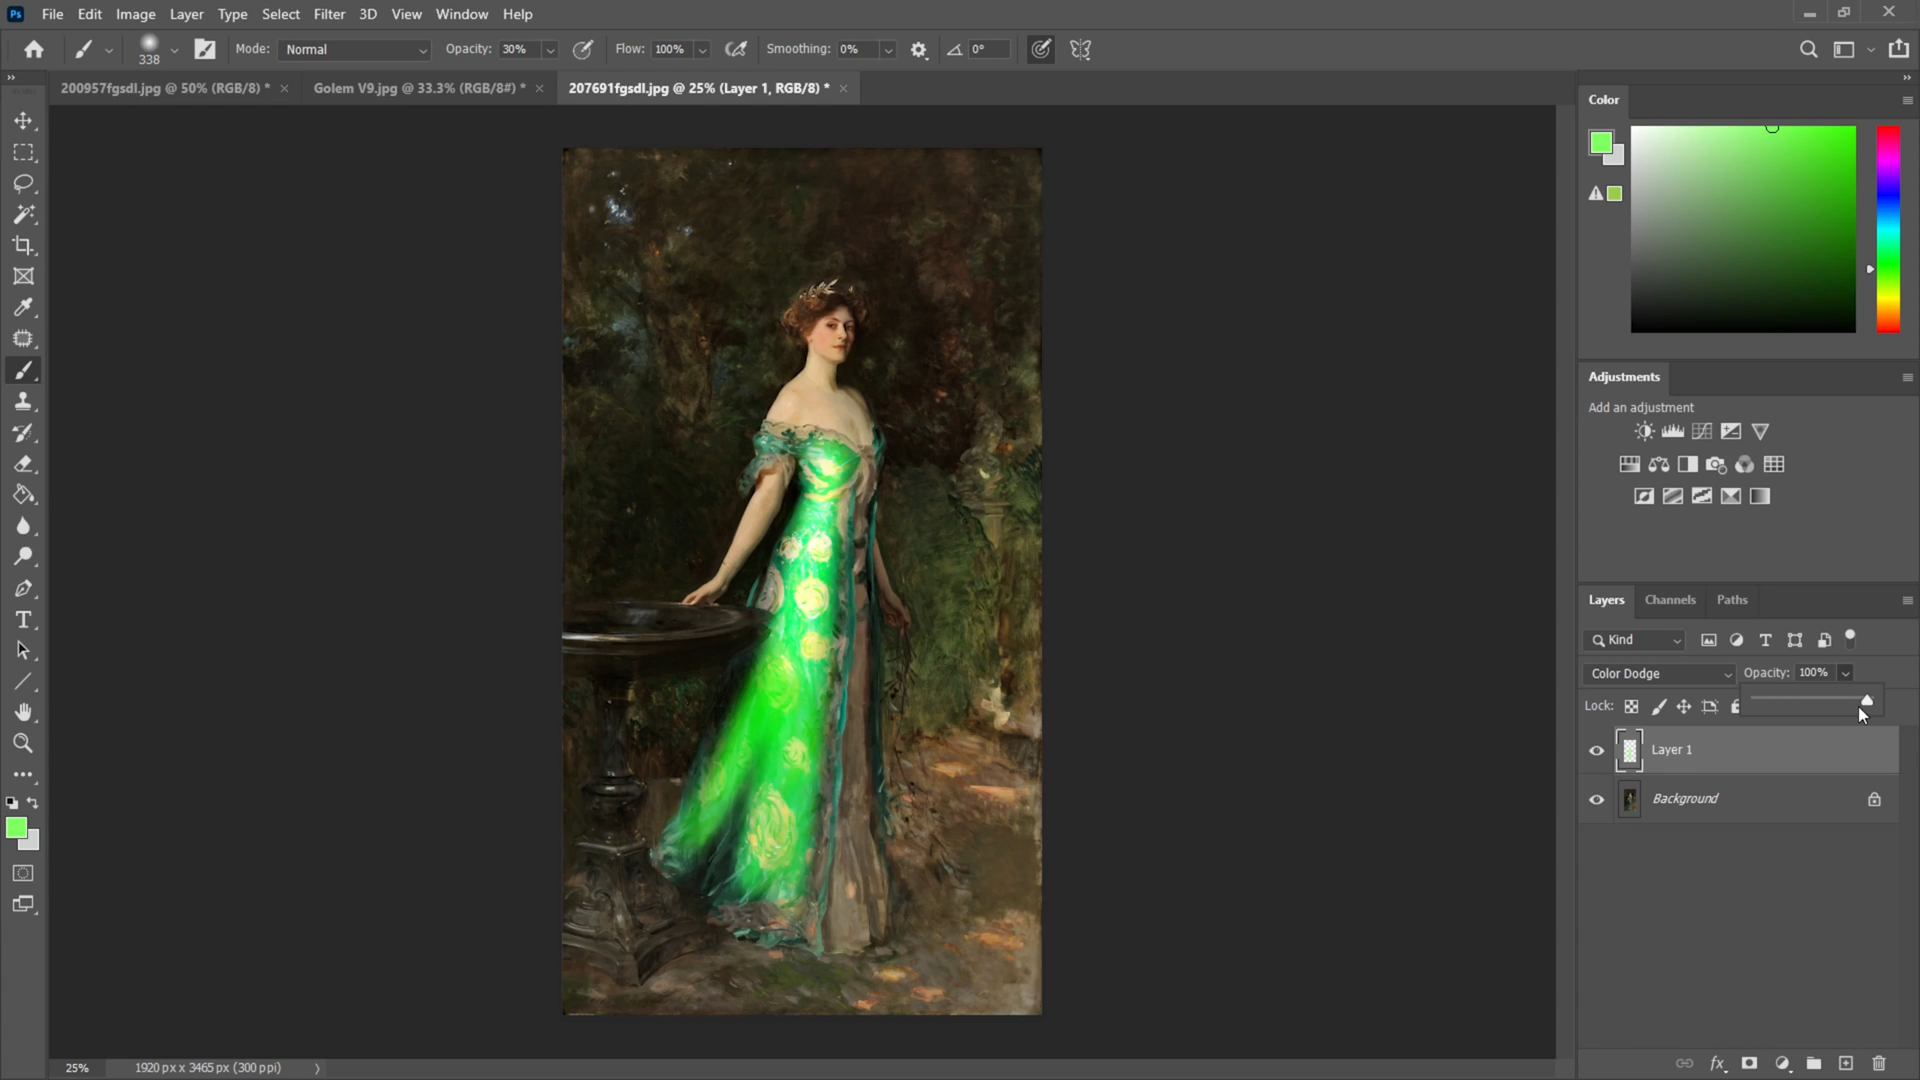 Ps File Edit Image Layer Type Select Filter 3D View Window Help
338 Mode: Normal Opacity: 30% Flow: 100% Smoothing: 0% 0°
200957fgsdl.jpg @ 50% (RGB/8) * Golem V9.jpg @ 33.3% (RGB/8#) * 207691fgsdl.jpg @ 25% (Layer 1, RGB/8) *
Color
Adjustments
Add an adjustment
Layers Channels Paths
Kind
Color Dodge Opacity: 100%
Lock:
Layer 1
Background
25% 1920 px x 3465 px (300 ppi)